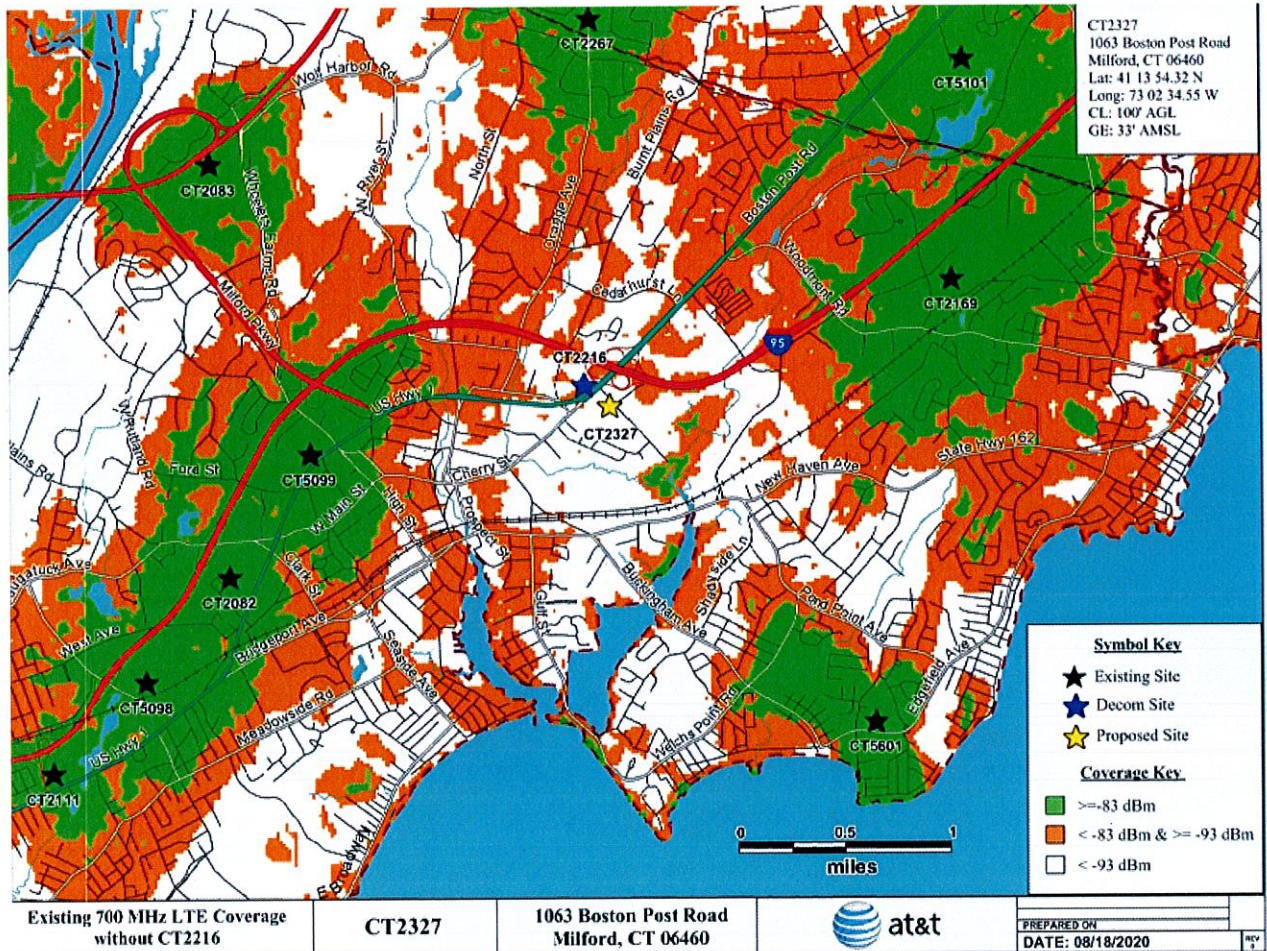 CT2327
1063 Boston Post Road
Milford, CT 06460
Lat: 41 13 54.32 N
Long: 73 02 34.55 W
CL: 100' AGL
GE: 33' AMSL
CT2267
CT5101
Wolf Harbor Rd
CT2083
Wheelers Farms Rd
W River St
North St
Orange Ave
Burnt Plains Rd
Boston Post Rd
Woodmont Rd
CT2169
Cedarhurst Ln
Milford Pkwy
CT2216
95
US Hwy 1
CT2327
W Rutland Rd
Ford St
CT5099
Cherry St
State Hwy 162
New Haven Ave
W Main St
High St
Prospect St
Clark St
CT2082
West Ave
Bridgeport Ave
Gulf St
Buckingham Ave
Shadyside Ln
Pond Point Ave
Seaside Ave
Edgefield Ave
CT5098
Meadowside Rd
US Hwy 1
Welchs Point Rd
CT5601
CT2111
E Broadway
0 0.5 1
miles
Symbol Key
Existing Site
Decom Site
Proposed Site
Coverage Key
>=-83 dBm
< -83 dBm & >= -93 dBm
< -93 dBm
Existing 700 MHz LTE Coverage
without CT2216
CT2327
1063 Boston Post Road
Milford, CT 06460
at&t
PREPARED ON
DATE: 08/18/2020
REV